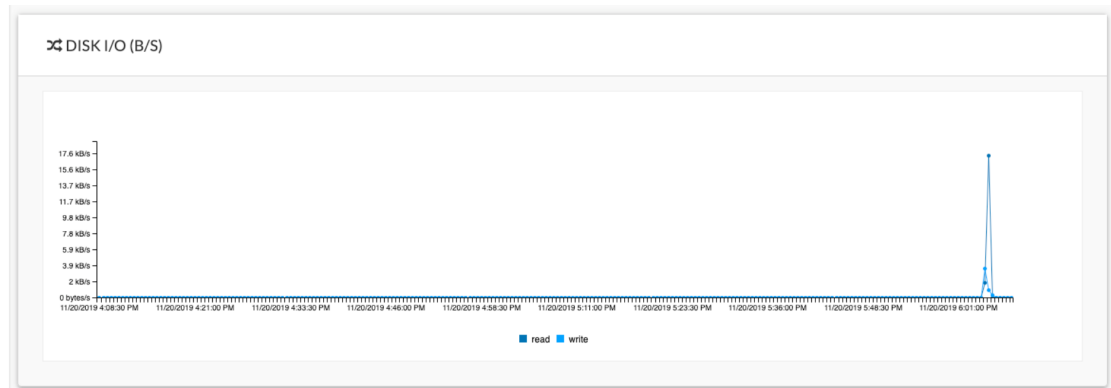 DISK I/O (B/S)
17.6 kB/s
15.6 kB/s
13.7 kB/s
11.7 kB/s
9.8 kB/s
7.8 kB/s
5.9 kB/s
3.9 kB/s
2 kB/s
0 bytes/s
11/20/2019 4:08:30 PM 11/20/2019 4:21:00 PM 11/20/2019 4:33:30 PM 11/20/2019 4:46:00 PM 11/20/2019 4:58:30 PM 11/20/2019 5:11:00 PM 11/20/2019 5:23:30 PM 11/20/2019 5:36:00 PM 11/20/2019 5:48:30 PM 11/20/2019 6:01:00 PM
read write